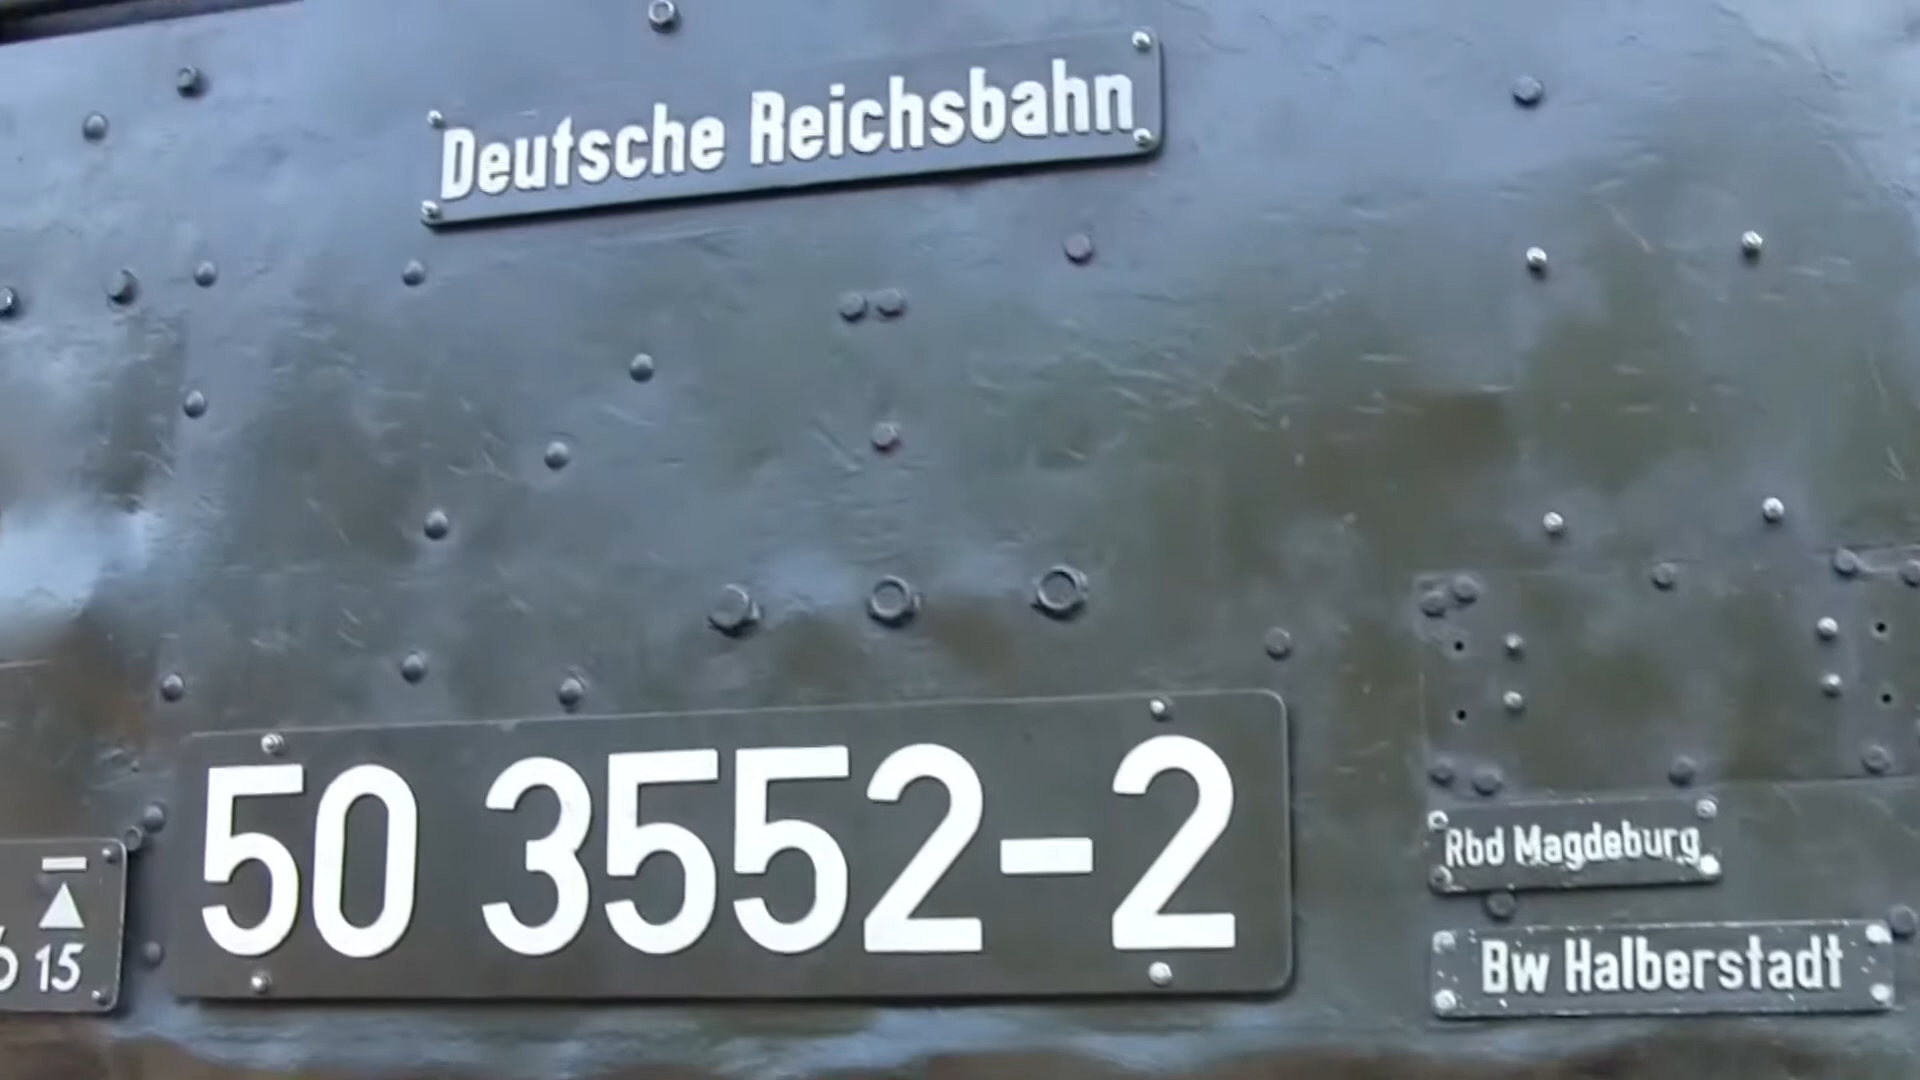 Deutsche Reichsbahn
50 3552-2
Rbd Magdeburg
Bw Halberstadt
15